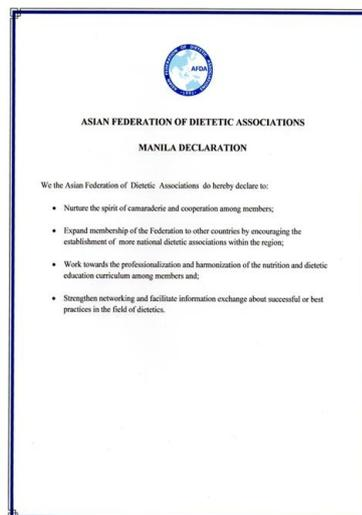 AFDA
ASIAN FEDERATION OF DIETETIC ASSOCIATIONS
MANILA DECLARATION
We the Asian Federation of Dietetic Associations do hereby declare to:
• Nurture the spirit of camaraderie and cooperation among members;
• Expand membership of the Federation to other countries by encouraging the
establishment of more national dietetic associations within the region;
• Work towards the professionalization and harmonization of the nutrition and dietetic
education curriculum among members and;
• Strengthen networking and facilitate information exchange about successful or best
practices in the field of dietetics.